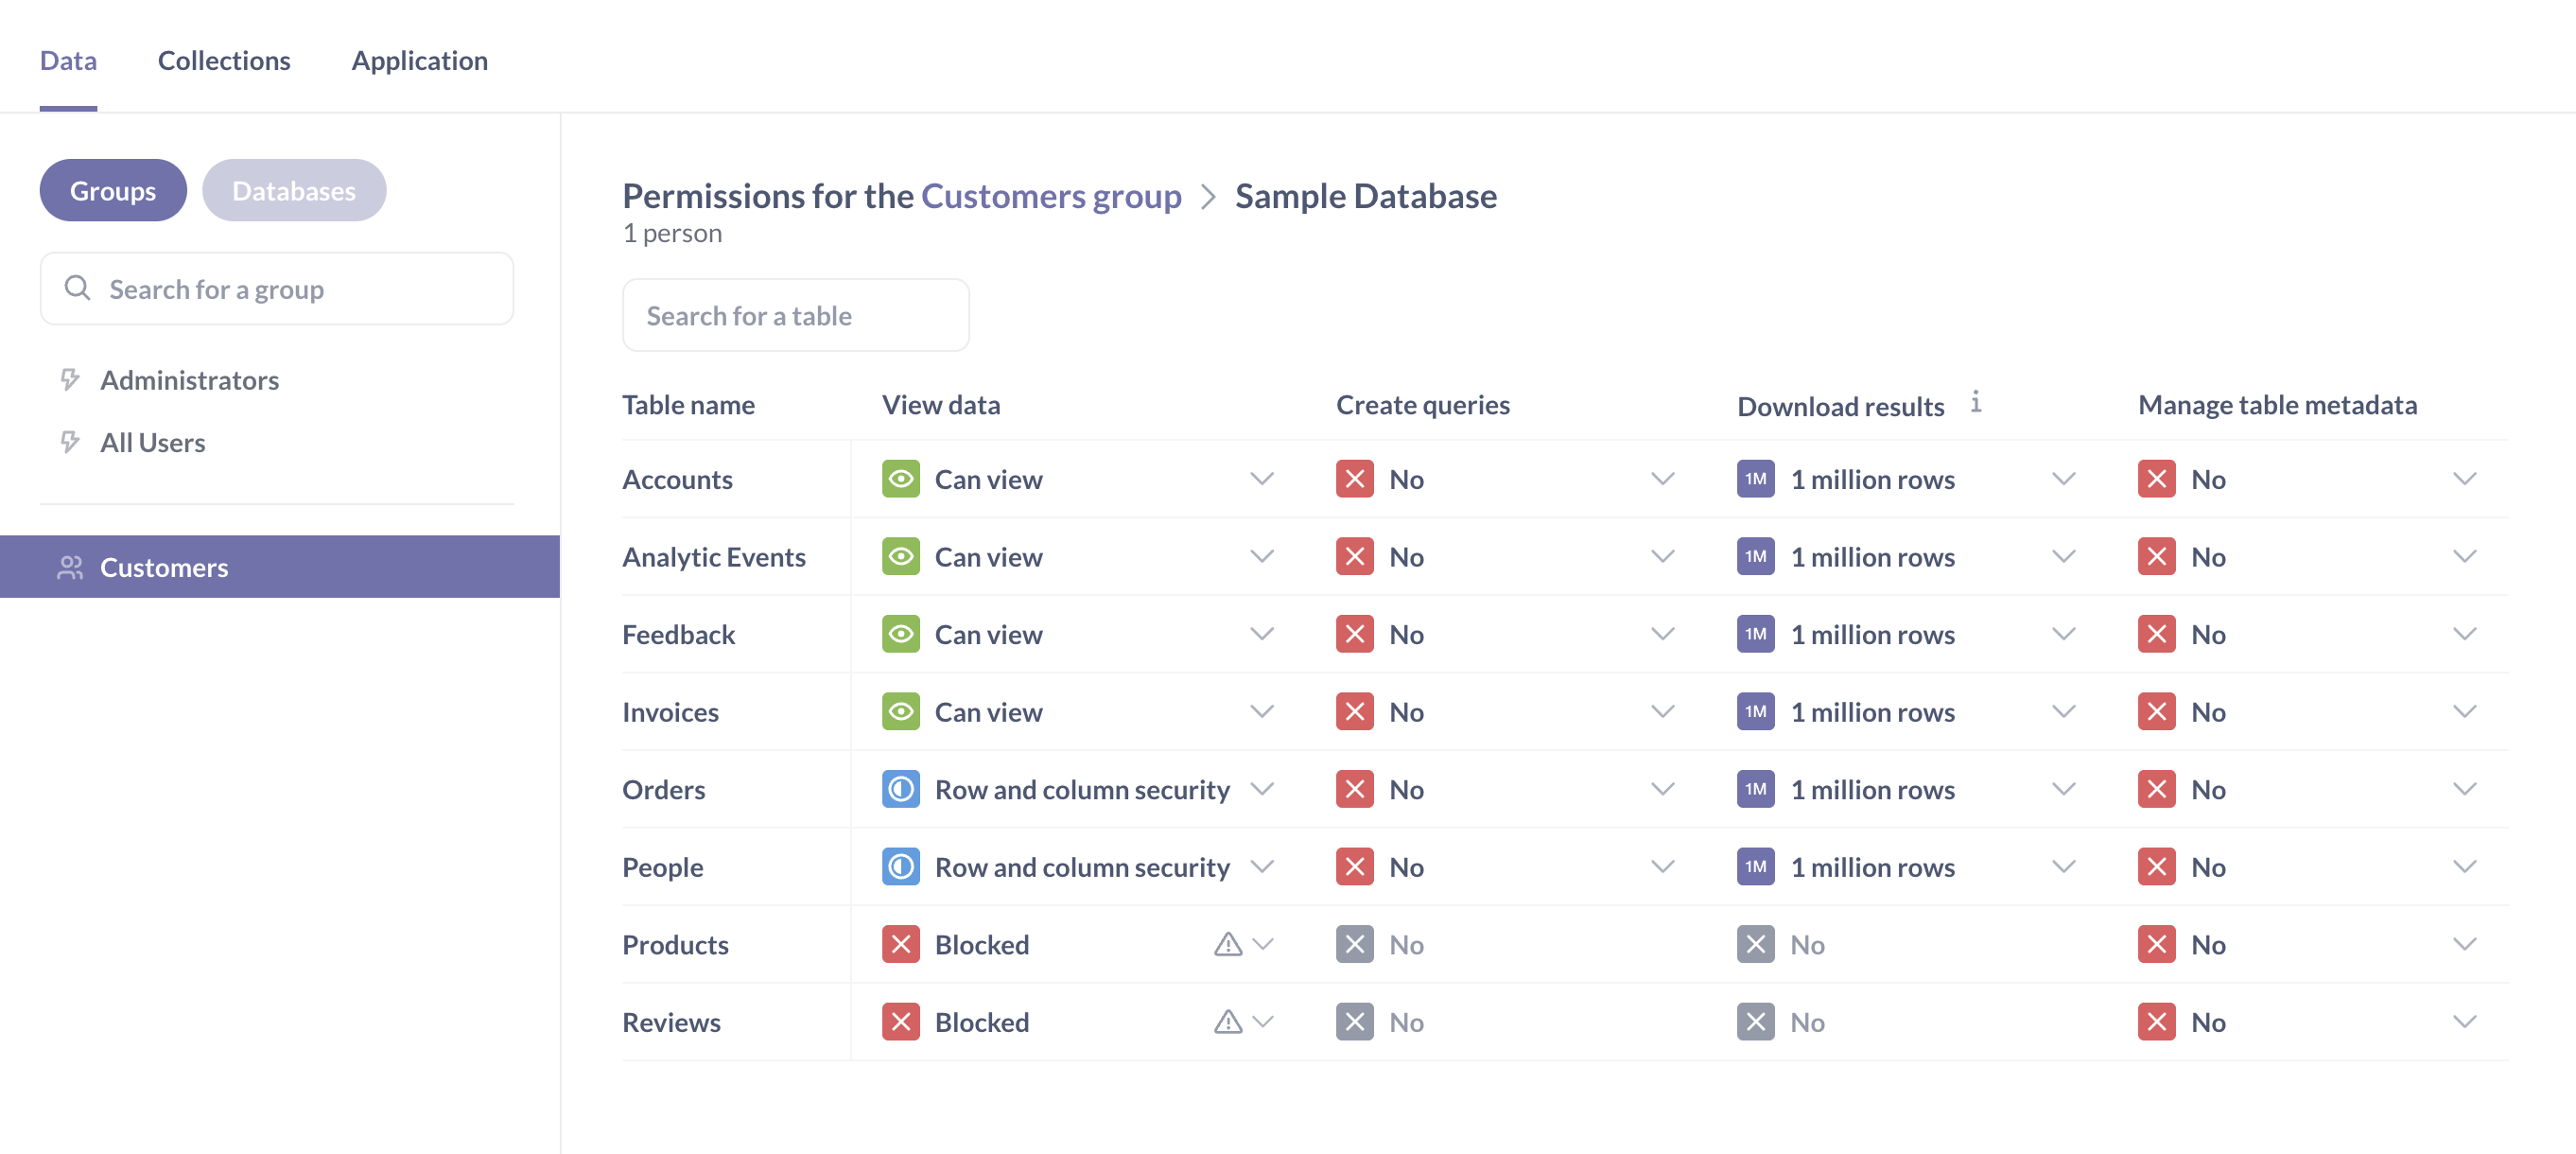 Data Collections Application
Groups Databases
Search for a group
Administrators
All Users
Customers
Permissions for the Customers group > Sample Database
1 person
Search for a table
Table name View data Create queries Download results i Manage table metadata
Accounts Can view No 1M 1 million rows No
Analytic Events Can view No 1M 1 million rows No
Feedback Can view No 1M 1 million rows No
Invoices Can view No 1M 1 million rows No
Orders Row and column security No 1M 1 million rows No
People Row and column security No 1M 1 million rows No
Products Blocked No No No
Reviews Blocked No No No